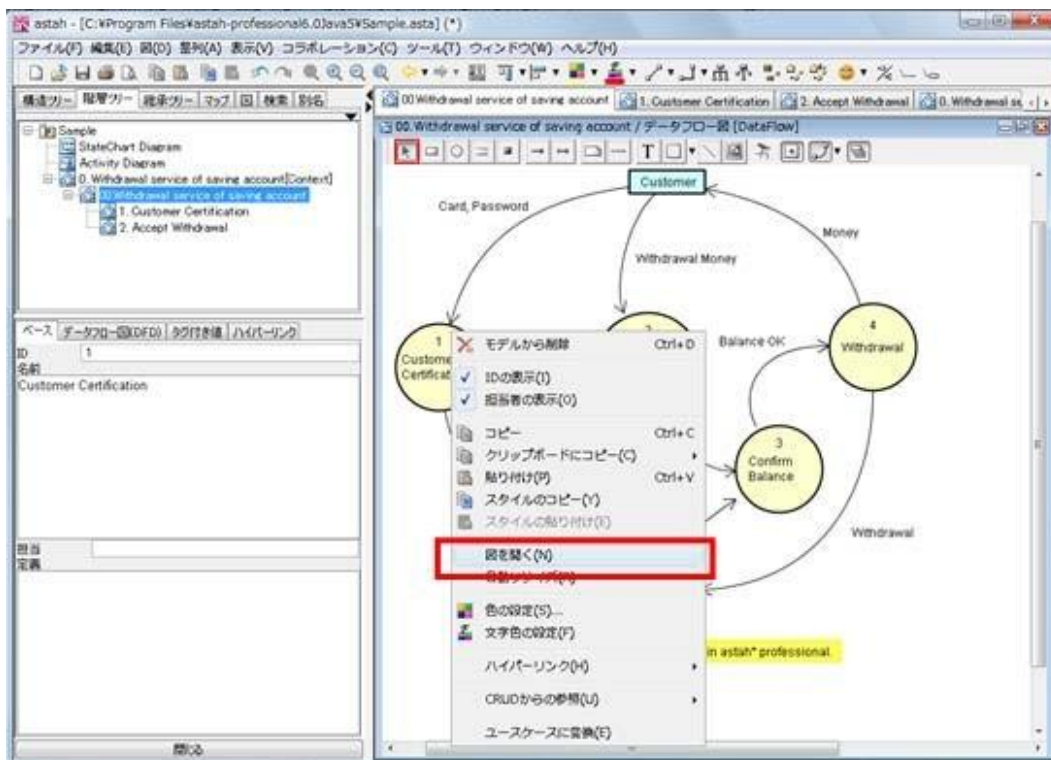 astah - [C:¥Program Files¥astah-professional6.0Java5¥Sample.asta] (*)
ファイル(F) 編集(E) 図(D) 整列(A) 表示(V) コラボレーション(C) ツール(T) ウィンドウ(W) ヘルプ(H)
構造ツリー 階層ツリー 継承ツリー マップ 図 検索 別名
Sample
StateChart Diagram
Activity Diagram
0. Withdrawal service of saving account[Context]
00.Withdrawal service of saving account
1. Customer Certification
2. Accept Withdrawal
ベース データフロー図(DFD) タグ付き値 ハイパーリンク
ID 1
名前
Customer Certification
担当
定義
閉じる
00.Withdrawal service of saving account 1. Customer Certification 2. Accept Withdrawal 0. Withdrawal se
00. Withdrawal service of saving account / データフロー図 [DataFlow]
T
Customer
Card, Password
Withdrawal Money
Money
1
Custome
Certificat
2
Balance OK
4
Withdrawal
3
Confirm
Balance
Withdrawal
in astah* professional.
モデルから削除 Ctrl+D
IDの表示(I)
担当者の表示(O)
コピー Ctrl+C
クリップボードにコピー(C)
貼り付け(P) Ctrl+V
スタイルのコピー(Y)
スタイルの貼り付け(E)
図を開く(N)
色の設定(S)...
文字色の設定(F)
ハイパーリンク(H)
CRUDからの参照(U)
ユースケースに変換(E)